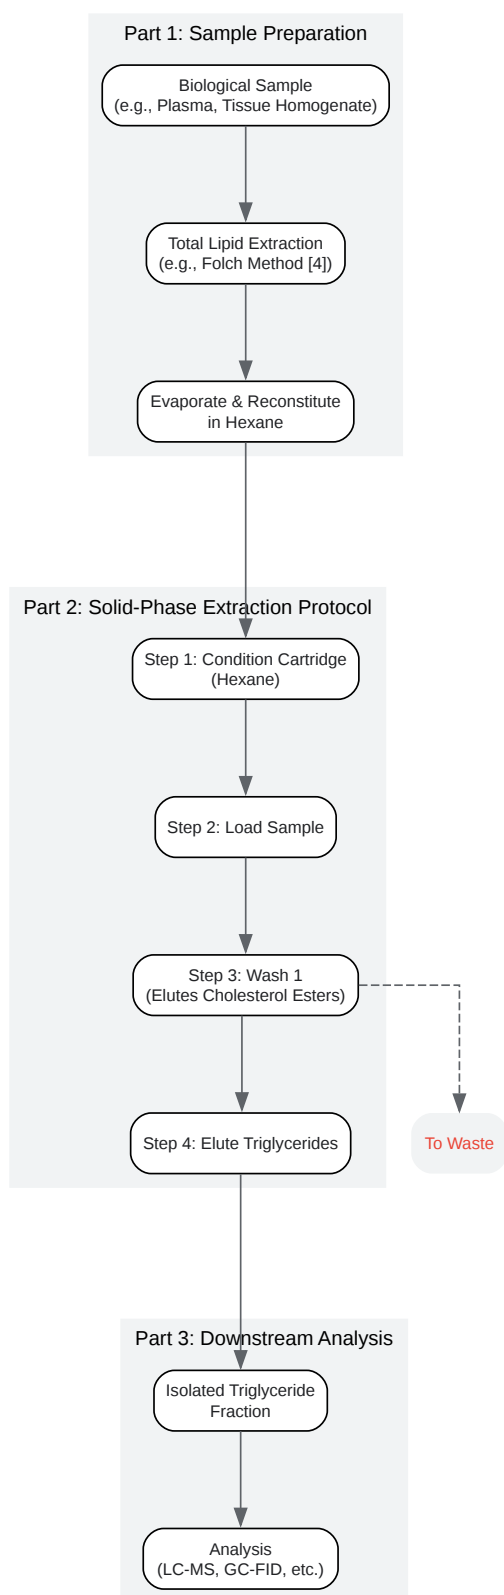 Part 1: Sample Preparation
Biological Sample
(e.g., Plasma, Tissue Homogenate)
Total Lipid Extraction
(e.g., Folch Method [4])
Evaporate & Reconstitute
in Hexane
Part 2: Solid-Phase Extraction Protocol
Step 1: Condition Cartridge
(Hexane)
Step 2: Load Sample
Step 3: Wash 1
(Elutes Cholesterol Esters)
Step 4: Elute Triglycerides
To Waste
Part 3: Downstream Analysis
Isolated Triglyceride
Fraction
Analysis
(LC-MS, GC-FID, etc.)